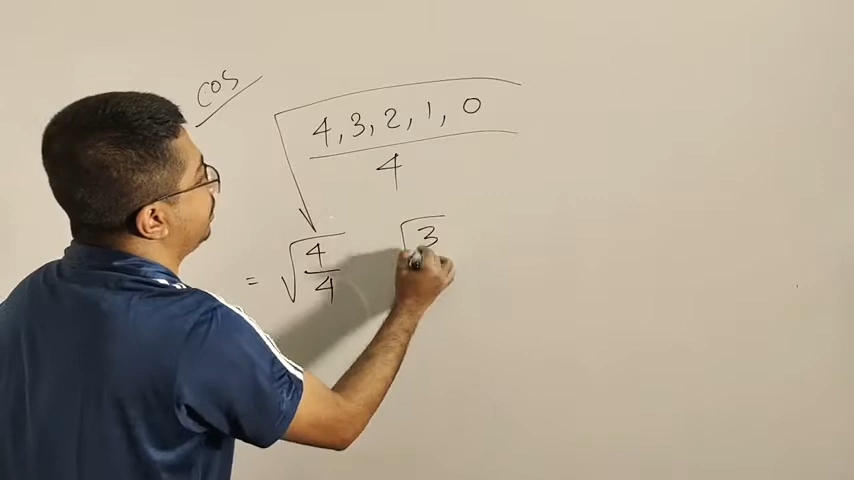 cos
√4,3,2,1,0
4
= √4/4 √3